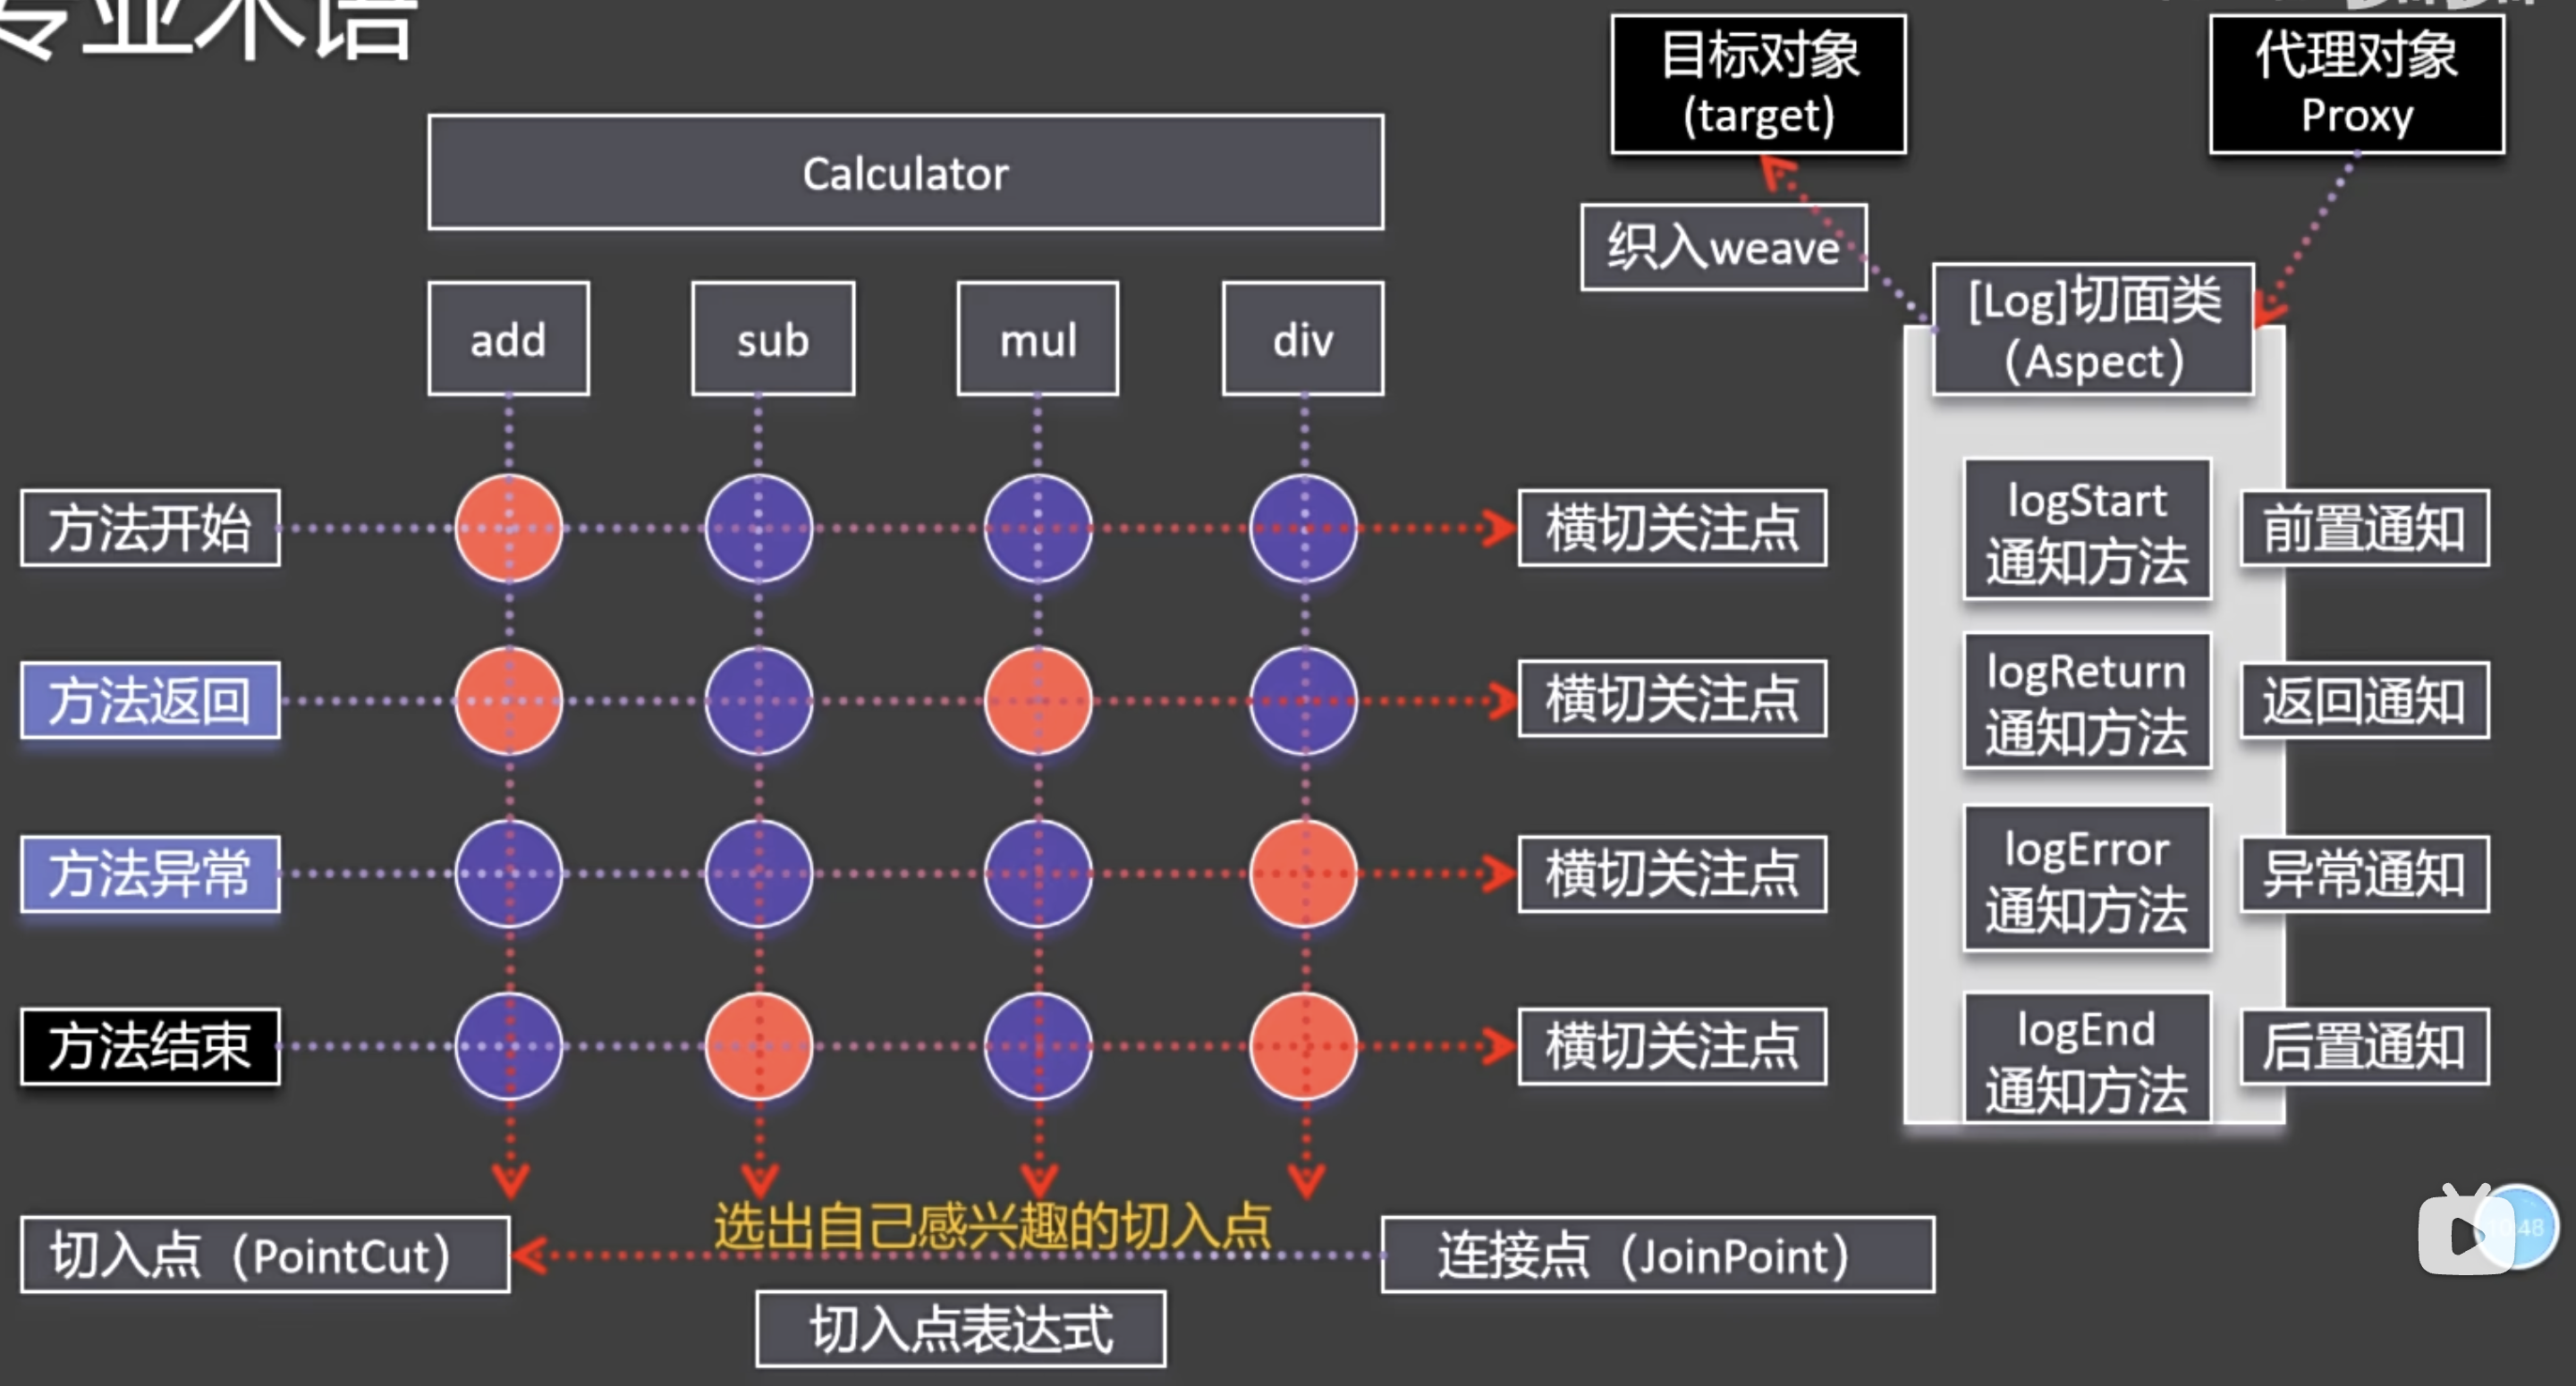 专业术语
目标对象
(target)
代理对象
Proxy
Calculator
织入weave
[Log]切面类
（Aspect）
add
sub
mul
div
方法开始
横切关注点
logStart
通知方法
前置通知
方法返回
横切关注点
logReturn
通知方法
返回通知
方法异常
横切关注点
logError
通知方法
异常通知
方法结束
横切关注点
logEnd
通知方法
后置通知
选出自己感兴趣的切入点
切入点（PointCut）
连接点（JoinPoint）
切入点表达式